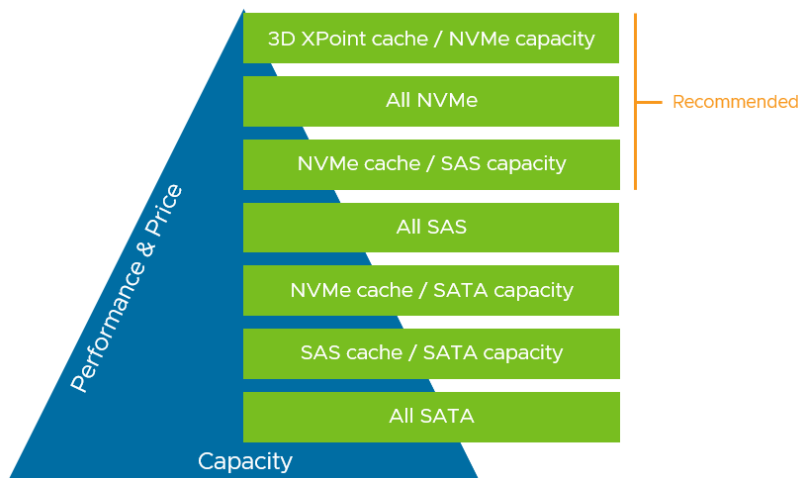 3D XPoint cache / NVMe capacity
All NVMe
Recommended
NVMe cache / SAS capacity
All SAS
NVMe cache / SATA capacity
SAS cache / SATA capacity
All SATA
Performance & Price
Capacity